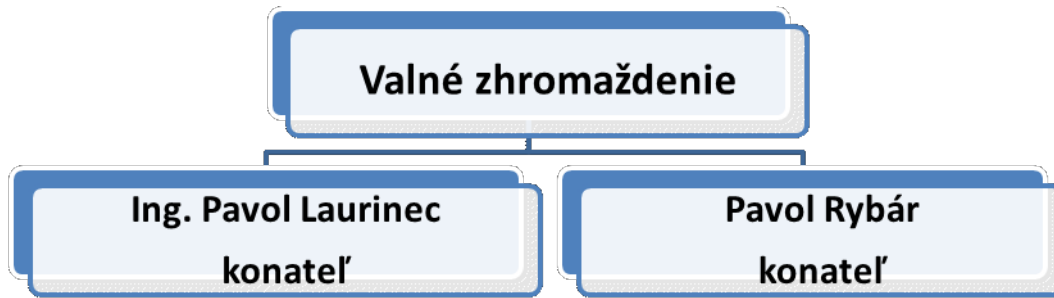 Valné zhromaždenie
Ing. Pavol Laurinec
konateľ
Pavol Rybár
konateľ